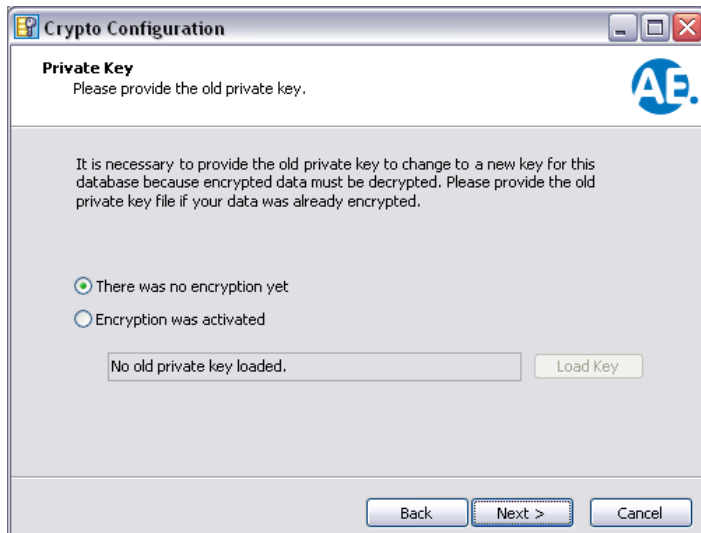 Crypto Configuration
Private Key
Please provide the old private key.
AE.
It is necessary to provide the old private key to change to a new key for this
database because encrypted data must be decrypted. Please provide the old
private key file if your data was already encrypted.
There was no encryption yet
Encryption was activated
No old private key loaded.
Load Key
Back
Next >
Cancel